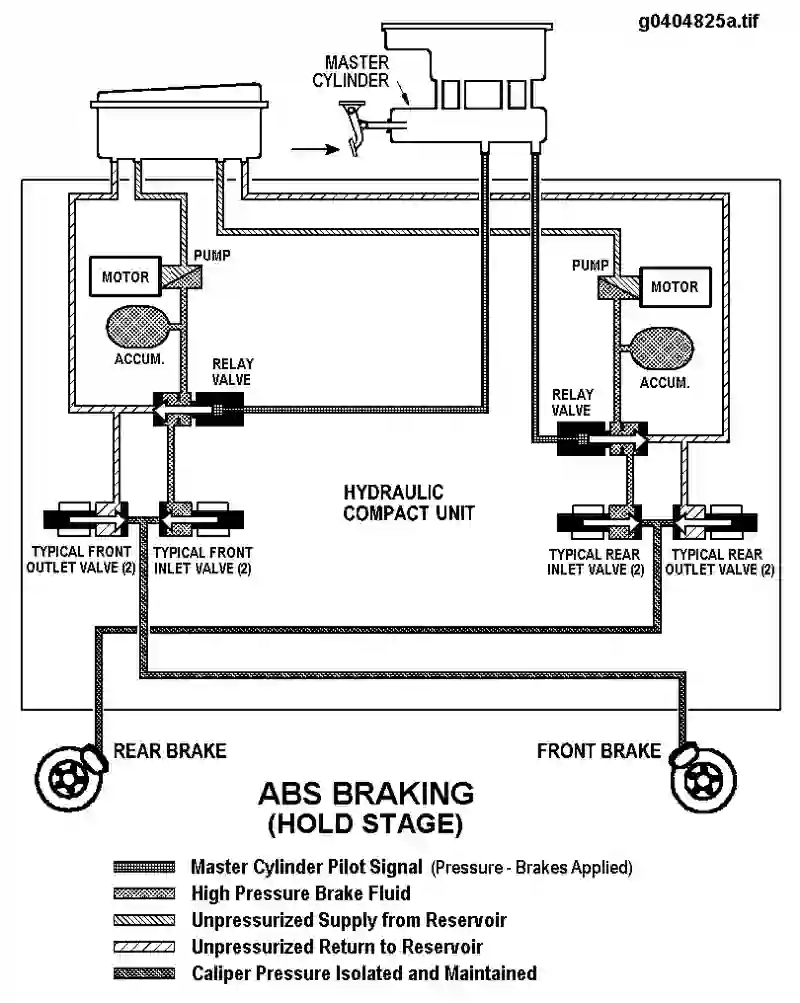 g0404825a.tif
MASTER
CYLINDER
PUMP
MOTOR
PUMP
MOTOR
ACCUM.
ACCUM.
RELAY
VALVE
RELAY
VALVE
HYDRAULIC
COMPACT UNIT
TYPICAL FRONT
OUTLET VALVE (2)
TYPICAL FRONT
INLET VALVE (2)
TYPICAL REAR
INLET VALVE (2)
TYPICAL REAR
OUTLET VALVE (2)
REAR BRAKE
FRONT BRAKE
ABS BRAKING
(HOLD STAGE)
Master Cylinder Pilot Signal (Pressure - Brakes Applied)
High Pressure Brake Fluid
Unpressurized Supply from Reservoir
Unpressurized Return to Reservoir
Caliper Pressure Isolated and Maintained